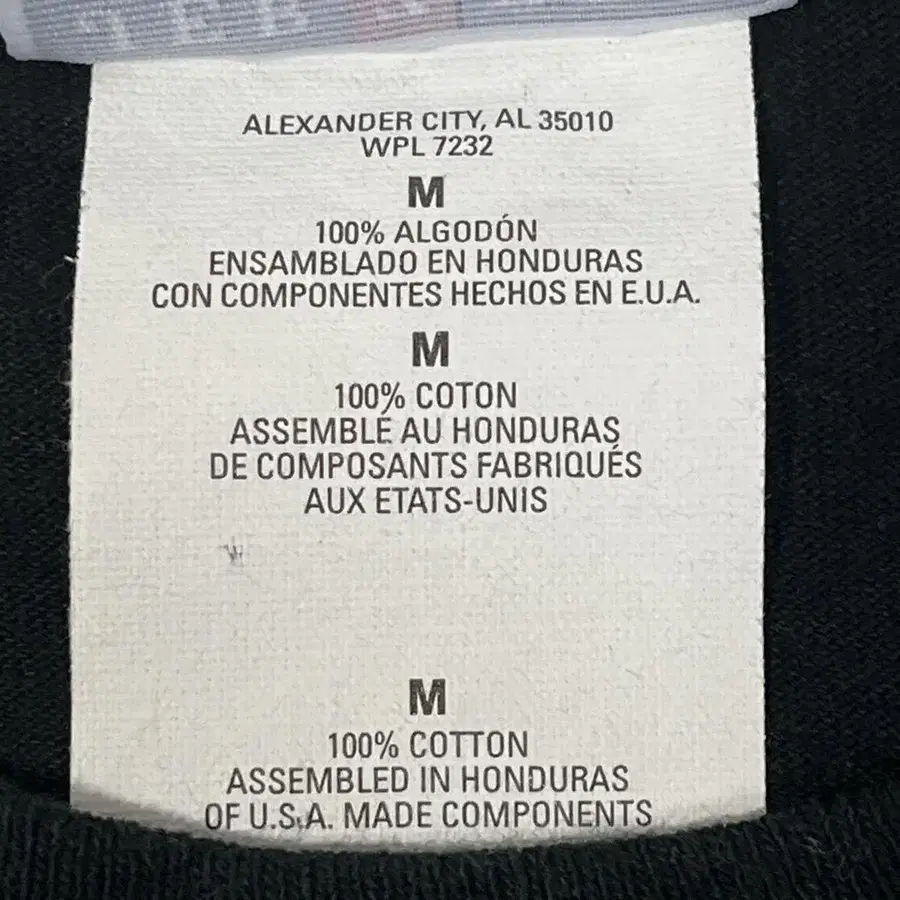 ALEXANDER CITY, AL 35010
WPL 7232
M
100% ALGODÓN
ENSAMBLADO EN HONDURAS
CON COMPONENTES HECHOS EN E.U.A.
M
100% COTON
ASSEMBLÉ AU HONDURAS
DE COMPOSANTS FABRIQUÉS
AUX ETATS-UNIS
M
100% COTTON
ASSEMBLED IN HONDURAS
OF U.S.A. MADE COMPONENTS